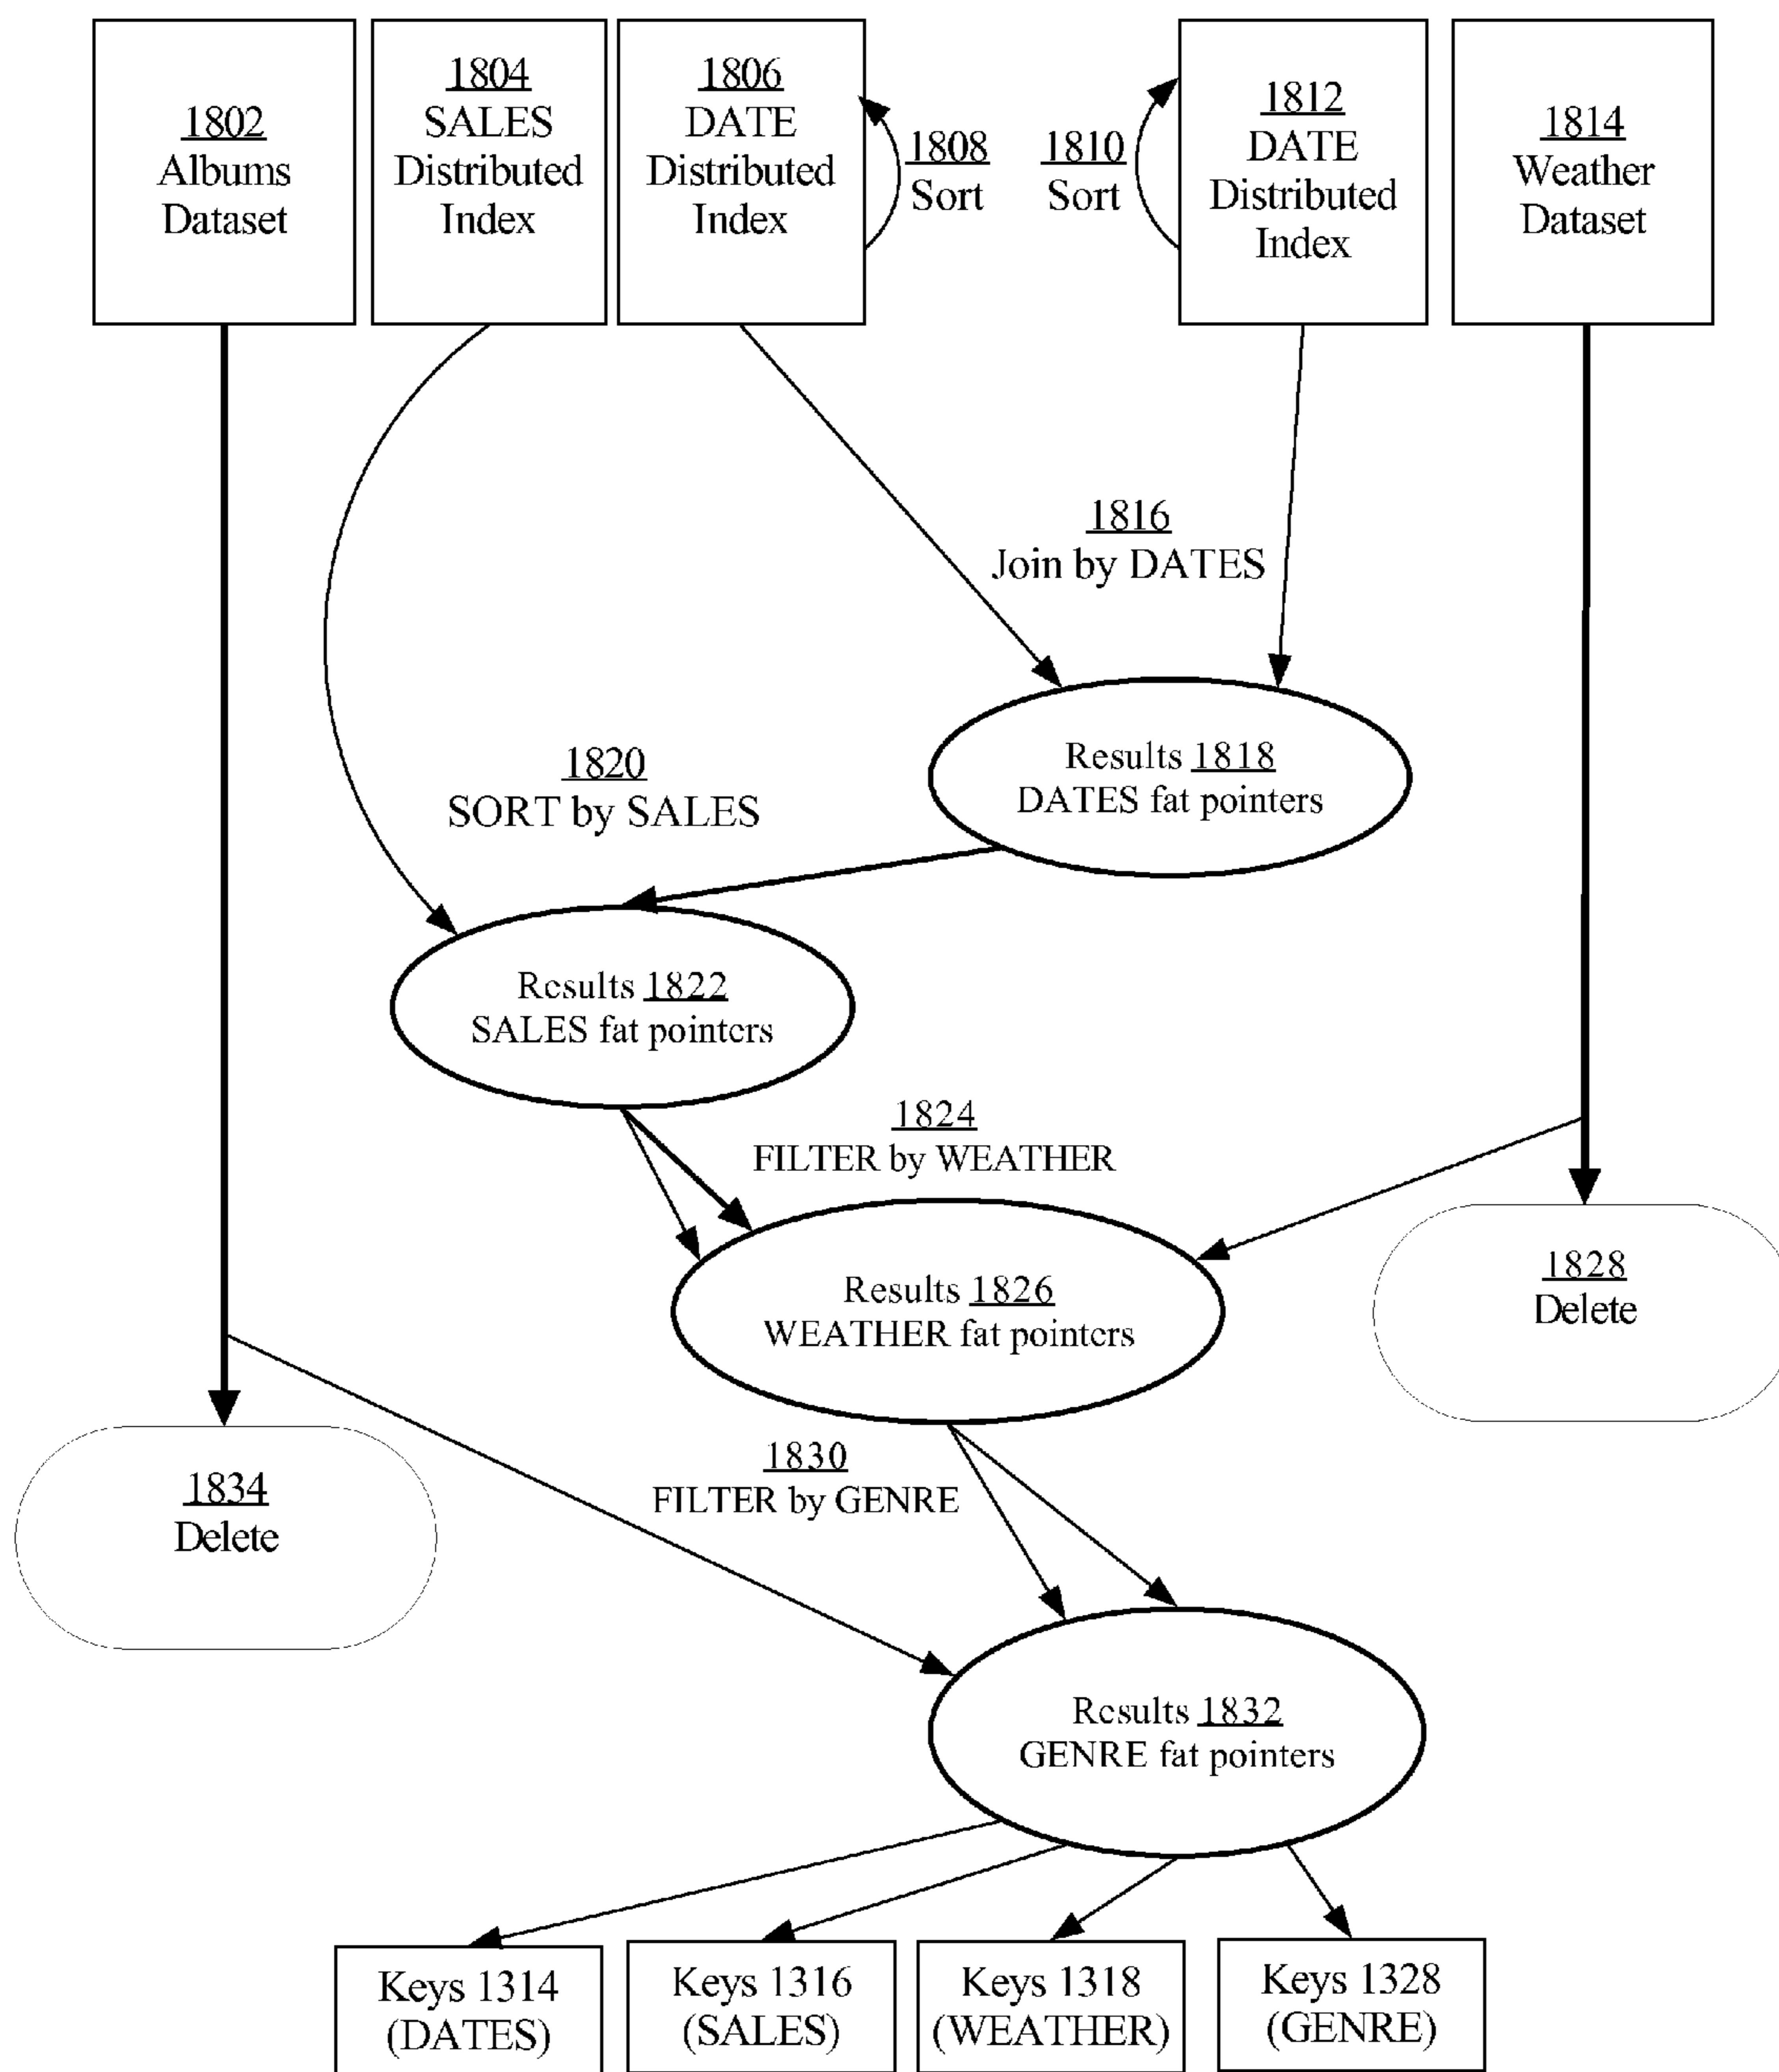 1802
Albums
Dataset
1804
SALES
Distributed
Index
1806
DATE
Distributed
Index
1808
Sort
1810
Sort
1812
DATE
Distributed
Index
1814
Weather
Dataset
1816
Join by DATES
Results 1818
DATES fat pointers
1820
SORT by SALES
Results 1822
SALES fat pointers
1824
FILTER by WEATHER
Results 1826
WEATHER fat pointers
1828
Delete
1830
FILTER by GENRE
1834
Delete
Results 1832
GENRE fat pointers
Keys 1314
(DATES)
Keys 1316
(SALES)
Keys 1318
(WEATHER)
Keys 1328
(GENRE)